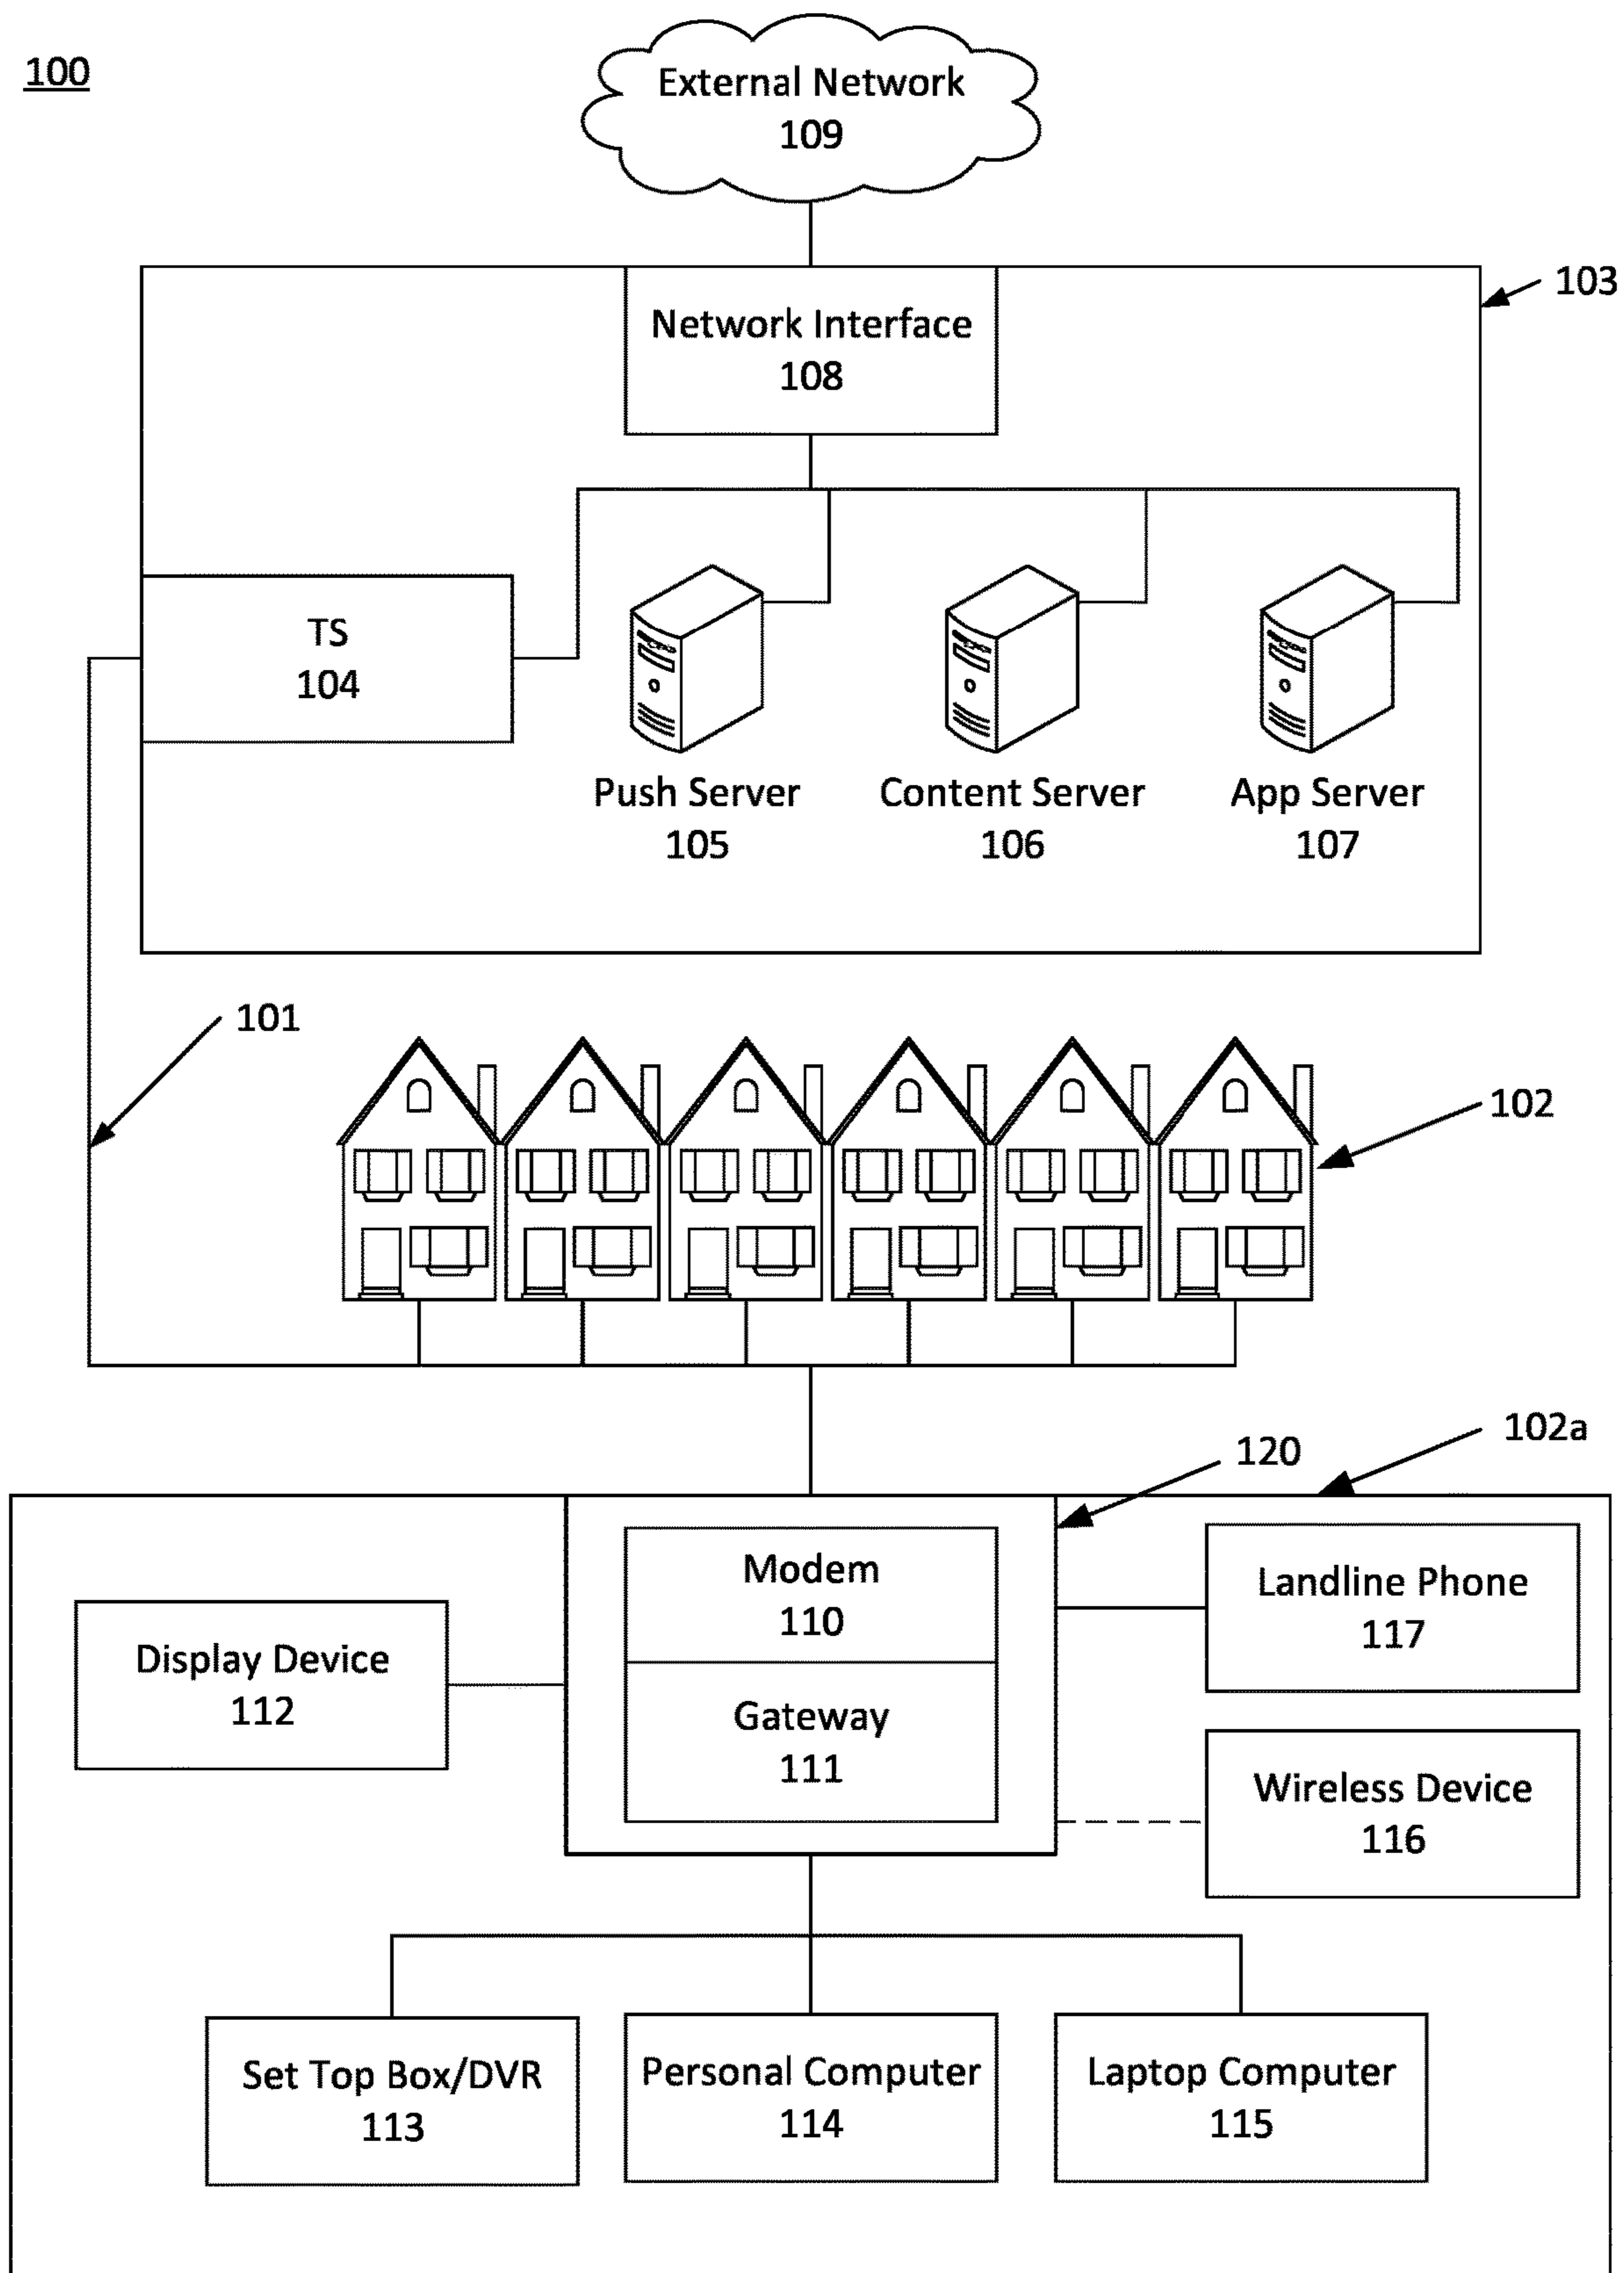 100
External Network
109
103
Network Interface
108
TS
104
Push Server
105
Content Server
106
App Server
107
101
102
102a
120
Modem
110
Landline Phone
117
Display Device
112
Gateway
111
Wireless Device
116
Set Top Box/DVR
113
Personal Computer
114
Laptop Computer
115